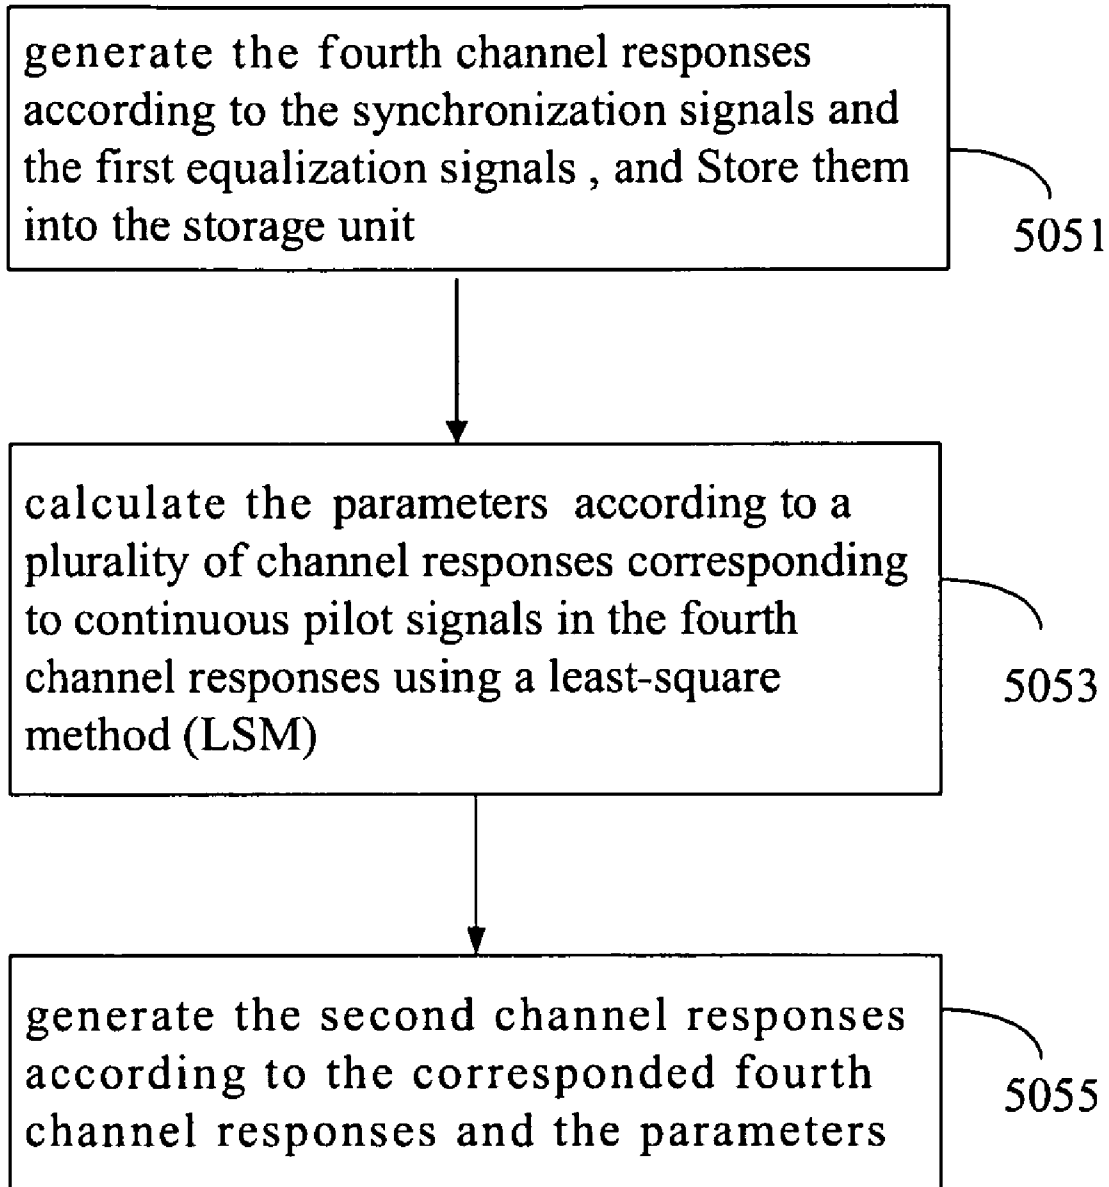 generate the fourth channel responses
according to the synchronization signals and
the first equalization signals , and Store them
into the storage unit
5051
calculate the parameters according to a
plurality of channel responses corresponding
to continuous pilot signals in the fourth
channel responses using a least-square
method (LSM)
5053
generate the second channel responses
according to the corresponded fourth
channel responses and the parameters
5055